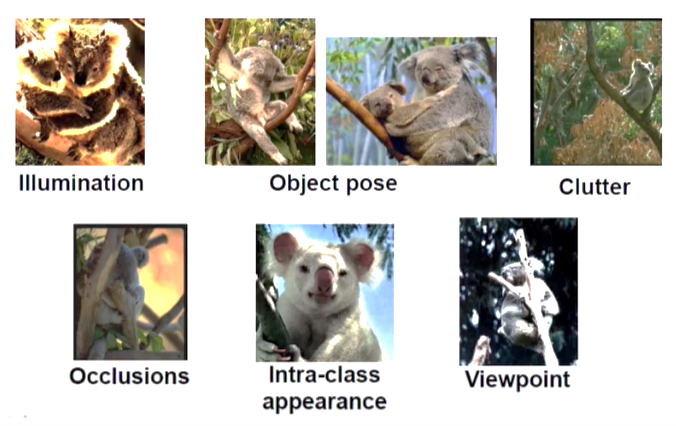 Illumination
Object pose
Clutter
Occlusions
Intra-class
appearance
Viewpoint